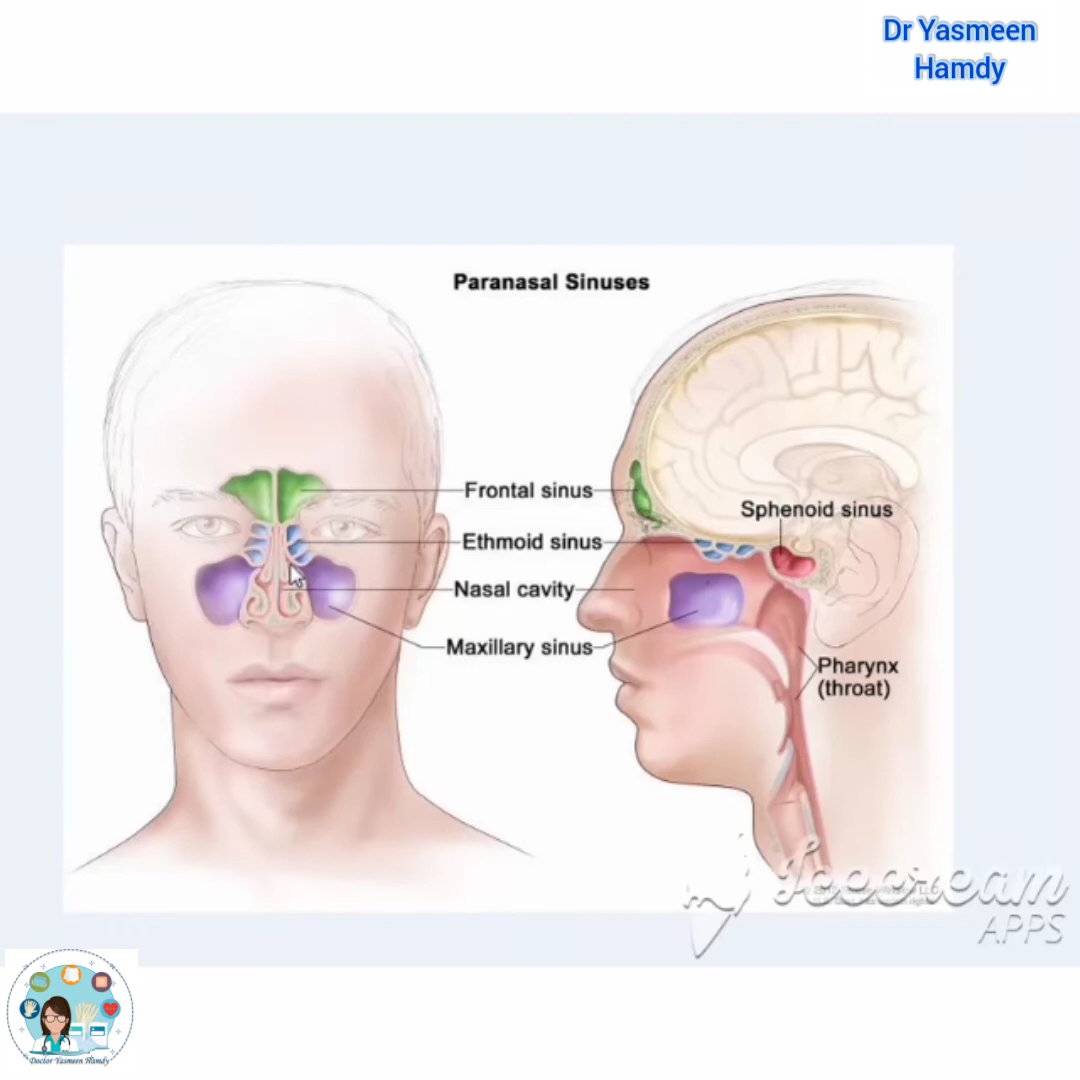 Dr Yasmeen
Hamdy
Paranasal Sinuses
Frontal sinus
Sphenoid sinus
Ethmoid sinus
Nasal cavity
Maxillary sinus
Pharynx
(throat)
Icecream
APPS
Doctor Yasmeen Hamdy